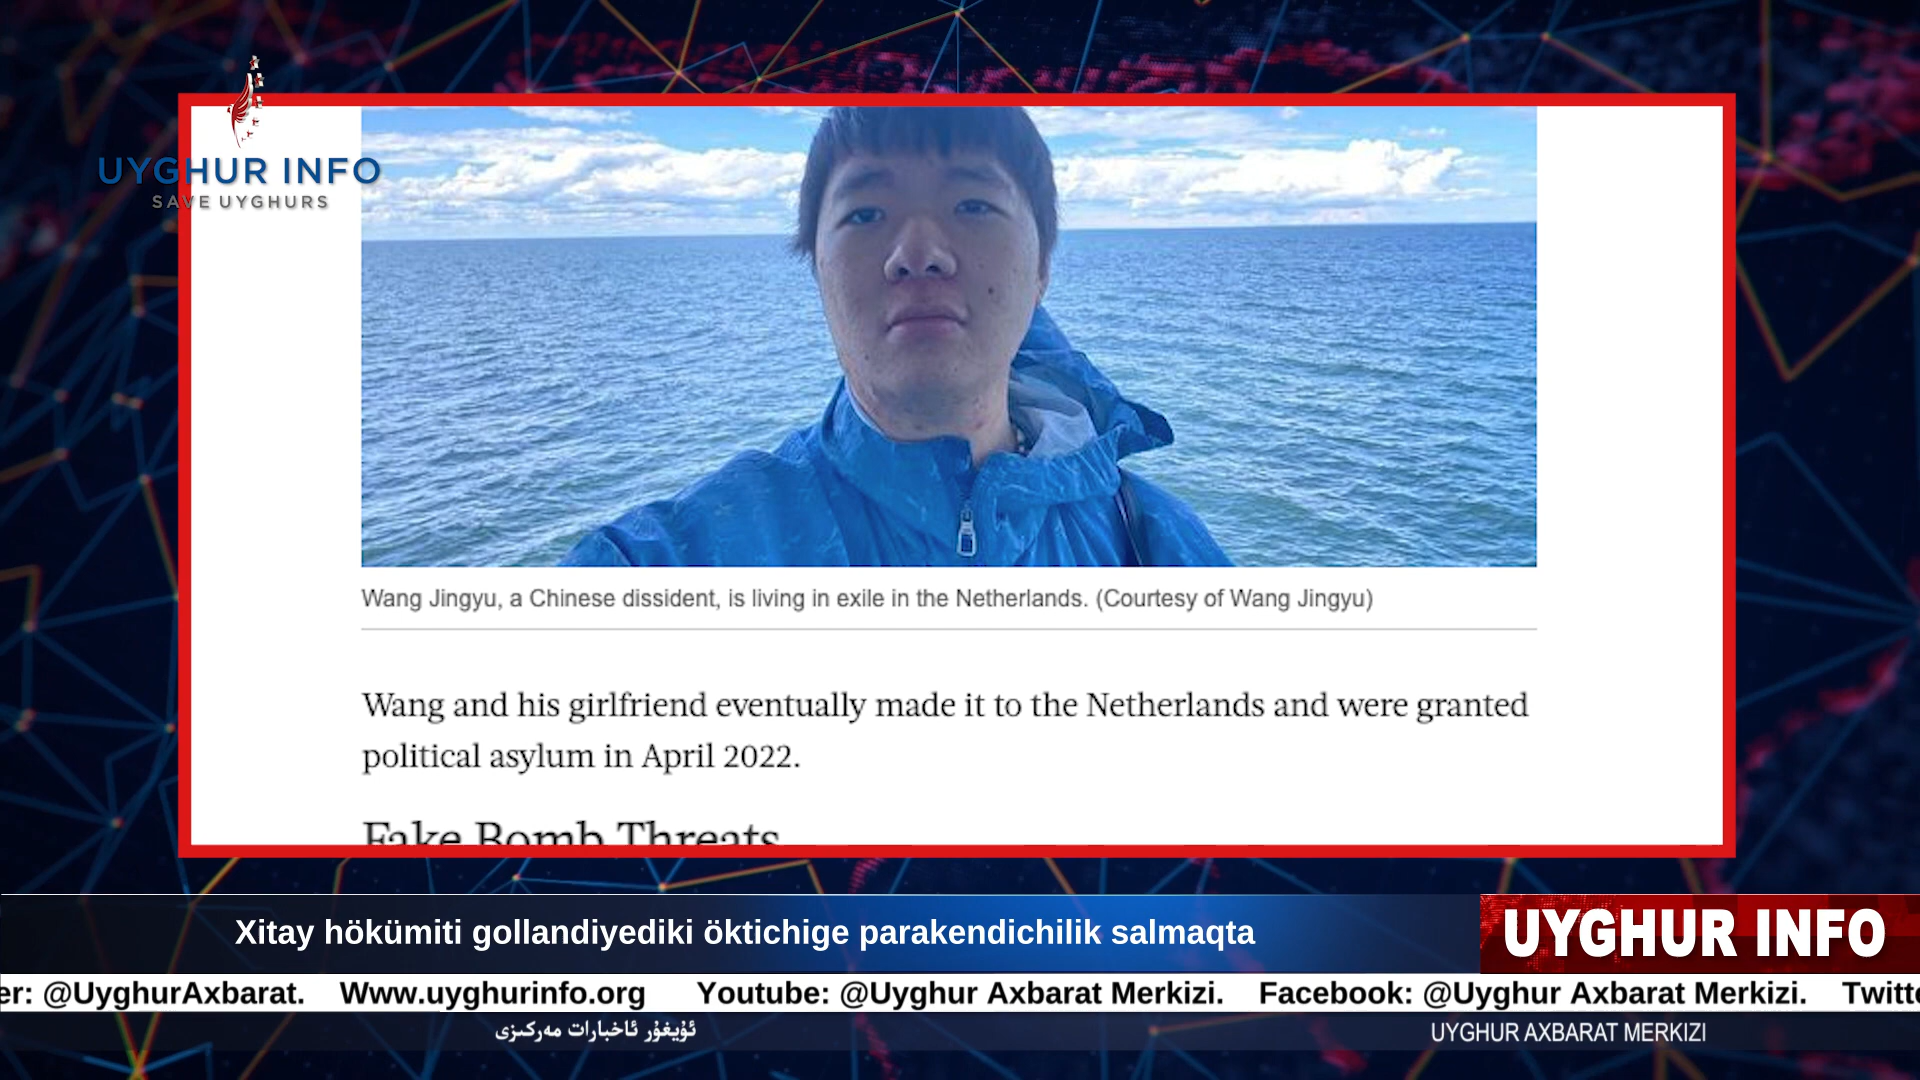 UYGHUR INFO
SAVE UYGHURS
Wang Jingyu, a Chinese dissident, is living in exile in the Netherlands. (Courtesy of Wang Jingyu)
Wang and his girlfriend eventually made it to the Netherlands and were granted
political asylum in April 2022.
Fake Bomb Threats
Xitay hökümiti gollandiyediki öktichige parakendichilik salmaqta
UYGHUR INFO
er: @UyghurAxbarat. Www.uyghurinfo.org Youtube: @Uyghur Axbarat Merkizi. Facebook: @Uyghur Axbarat Merkizi. Twitte
ئۇيغۇر ئاخبارات مەركىزى
UYGHUR AXBARAT MERKIZI